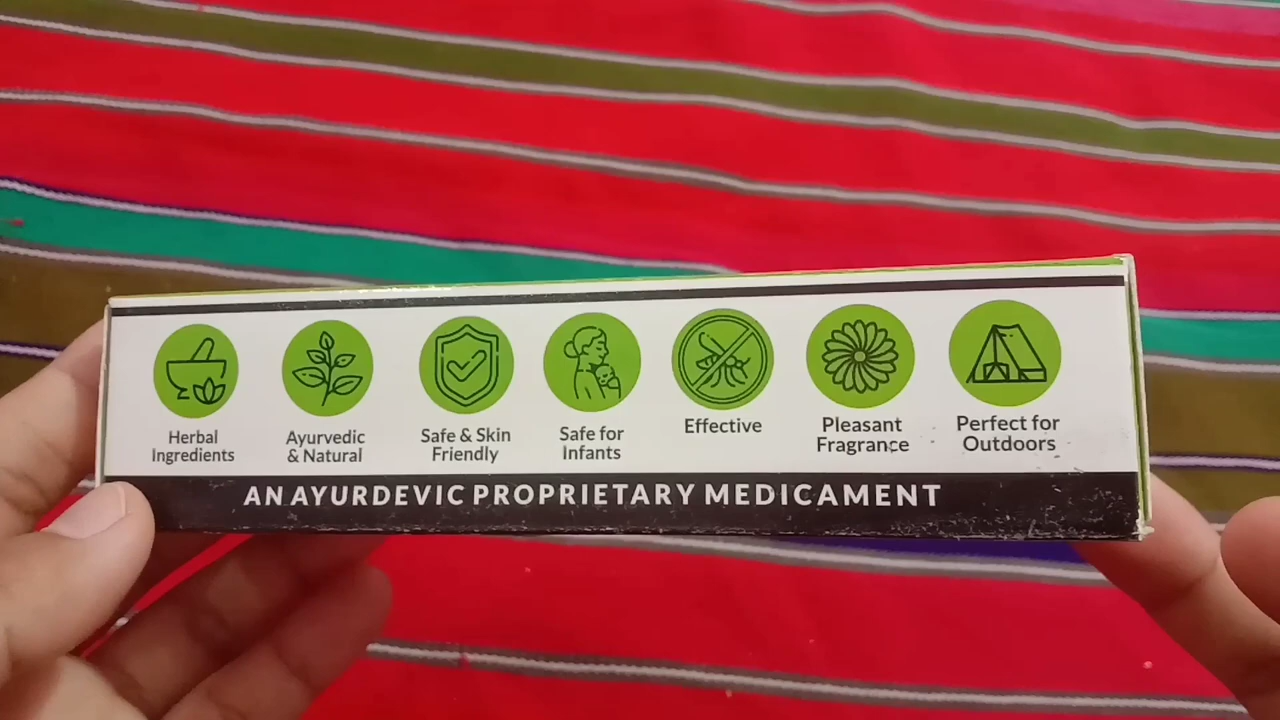 Herbal
Ingredients
Ayurvedic
& Natural
Safe & Skin
Friendly
Safe for
Infants
Effective
Pleasant
Fragrance
Perfect for
Outdoors
AN AYURDEVIC PROPRIETARY MEDICAMENT